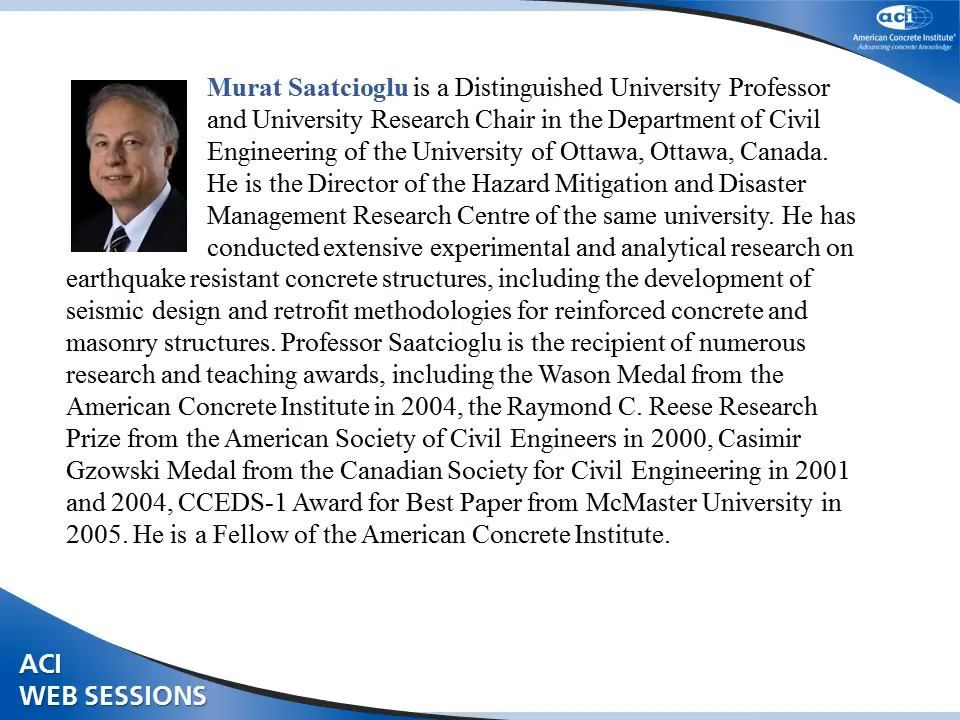 aci
American Concrete Institute®
Advancing concrete knowledge
Murat Saatcioglu is a Distinguished University Professor
and University Research Chair in the Department of Civil
Engineering of the University of Ottawa, Ottawa, Canada.
He is the Director of the Hazard Mitigation and Disaster
Management Research Centre of the same university. He has
conducted extensive experimental and analytical research on
earthquake resistant concrete structures, including the development of
seismic design and retrofit methodologies for reinforced concrete and
masonry structures. Professor Saatcioglu is the recipient of numerous
research and teaching awards, including the Wason Medal from the
American Concrete Institute in 2004, the Raymond C. Reese Research
Prize from the American Society of Civil Engineers in 2000, Casimir
Gzowski Medal from the Canadian Society for Civil Engineering in 2001
and 2004, CCEDS-1 Award for Best Paper from McMaster University in
2005. He is a Fellow of the American Concrete Institute.
ACI
WEB SESSIONS